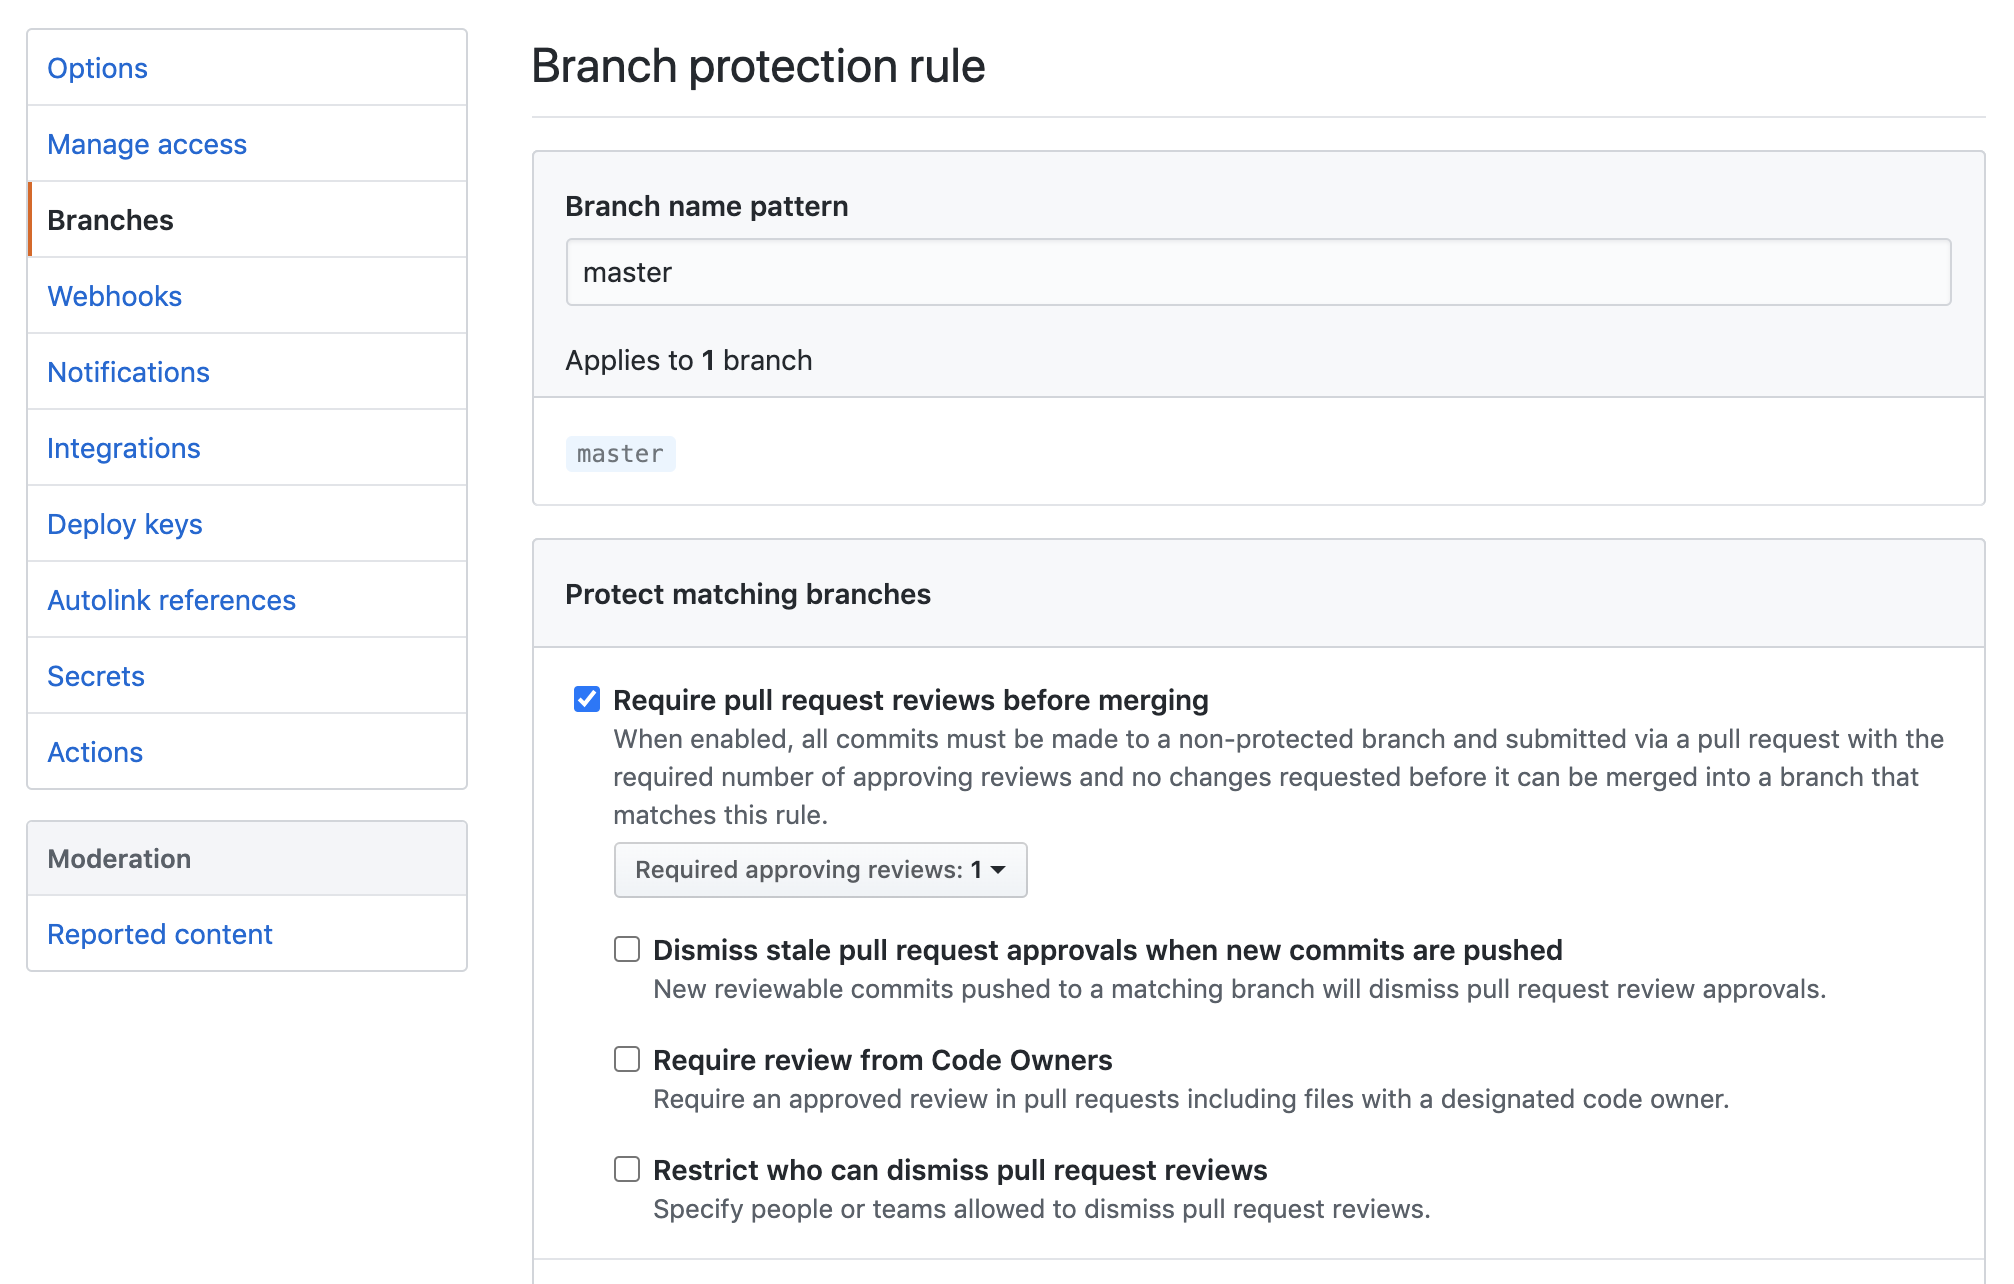 Options
Manage access
Branches
Webhooks
Notifications
Integrations
Deploy keys
Autolink references
Secrets
Actions
Moderation
Reported content
Branch protection rule
Branch name pattern
master
Applies to 1 branch
master
Protect matching branches
Require pull request reviews before merging
When enabled, all commits must be made to a non-protected branch and submitted via a pull request with the
required number of approving reviews and no changes requested before it can be merged into a branch that
matches this rule.
Required approving reviews: 1
Dismiss stale pull request approvals when new commits are pushed
New reviewable commits pushed to a matching branch will dismiss pull request review approvals.
Require review from Code Owners
Require an approved review in pull requests including files with a designated code owner.
Restrict who can dismiss pull request reviews
Specify people or teams allowed to dismiss pull request reviews.